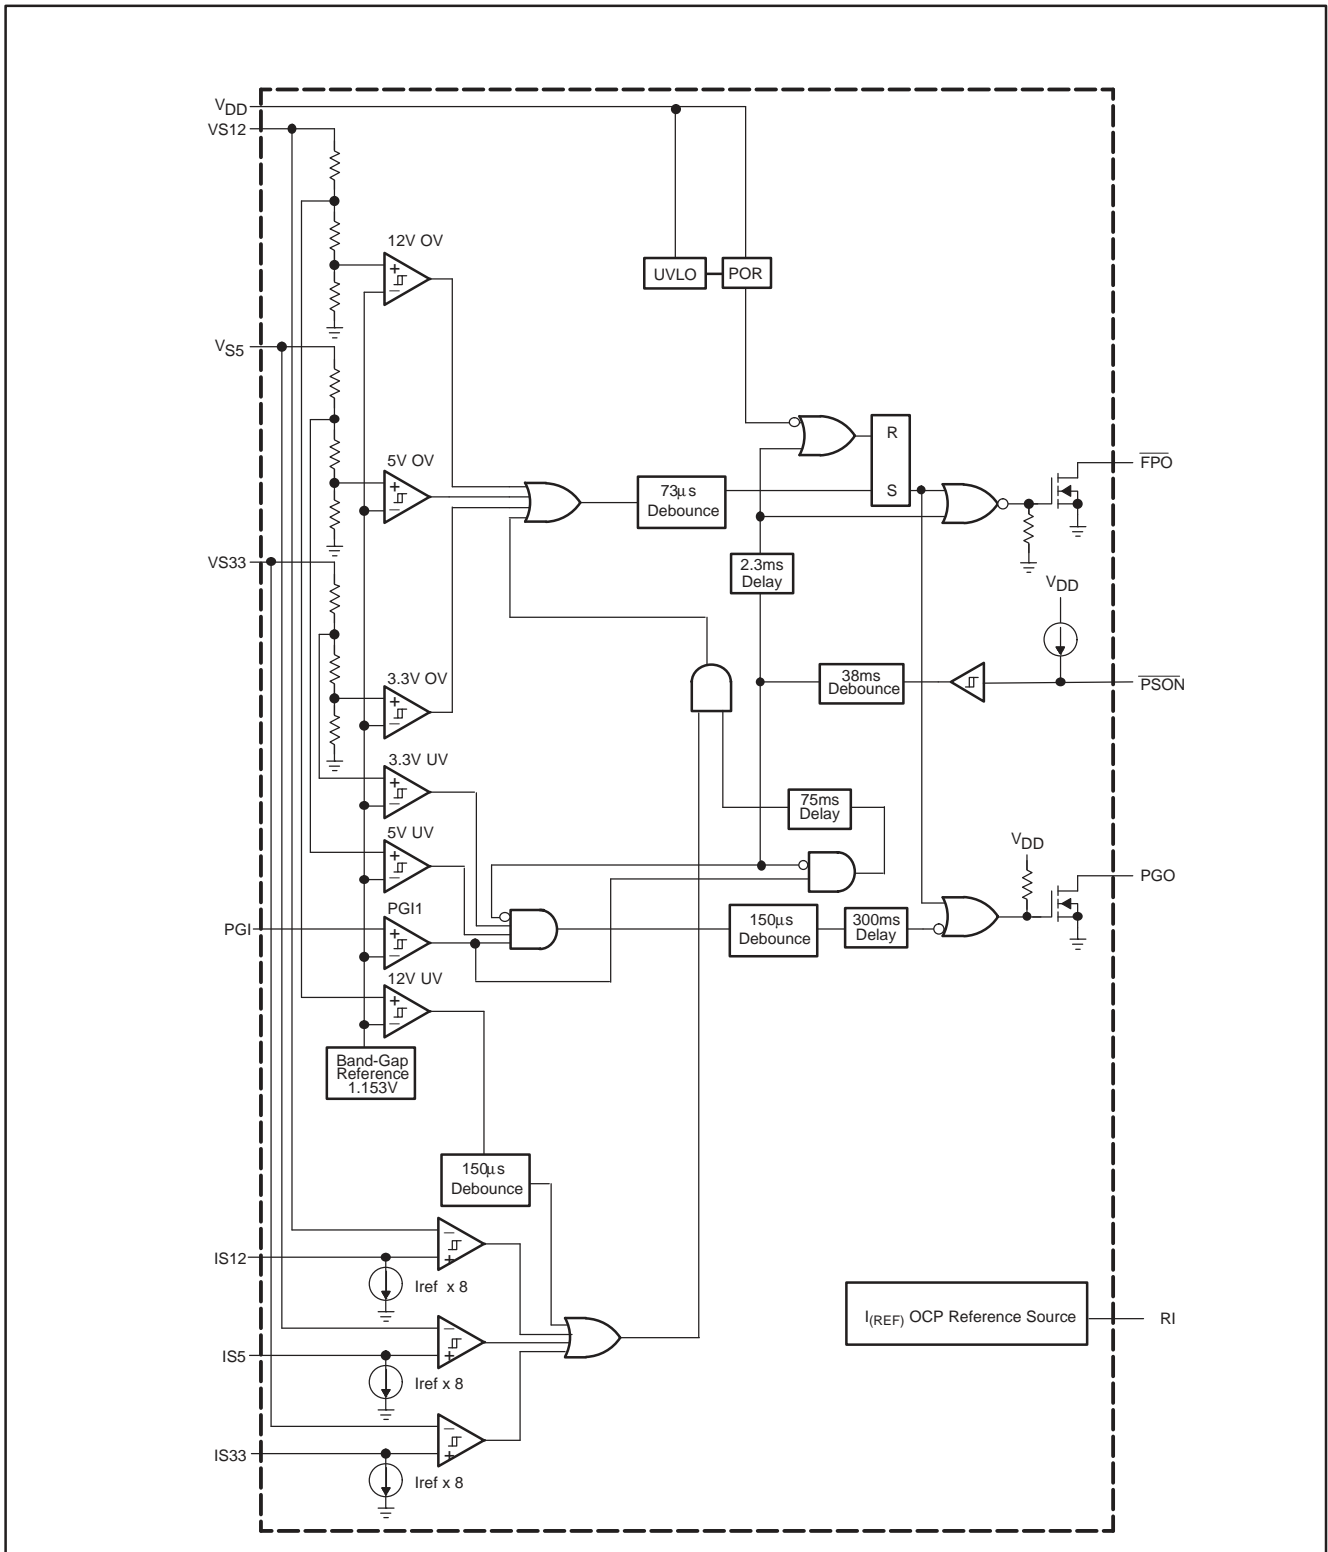 VDD
VS12
12V OV
+
−
UVLO
POR
VS5
5V OV
+
−
R
S
73μs
Debounce
FPO
VS33
2.3ms
Delay
VDD
3.3V OV
+
−
38ms
Debounce
PSON
3.3V UV
+
−
75ms
Delay
5V UV
+
−
VDD
PGO
PGI1
PGI
+
−
150μs
Debounce
300ms
Delay
12V UV
+
−
Band-Gap
Reference
1.153V
150μs
Debounce
−
+
IS12
Iref x 8
I(REF) OCP Reference Source
RI
−
+
IS5
Iref x 8
−
+
IS33
Iref x 8